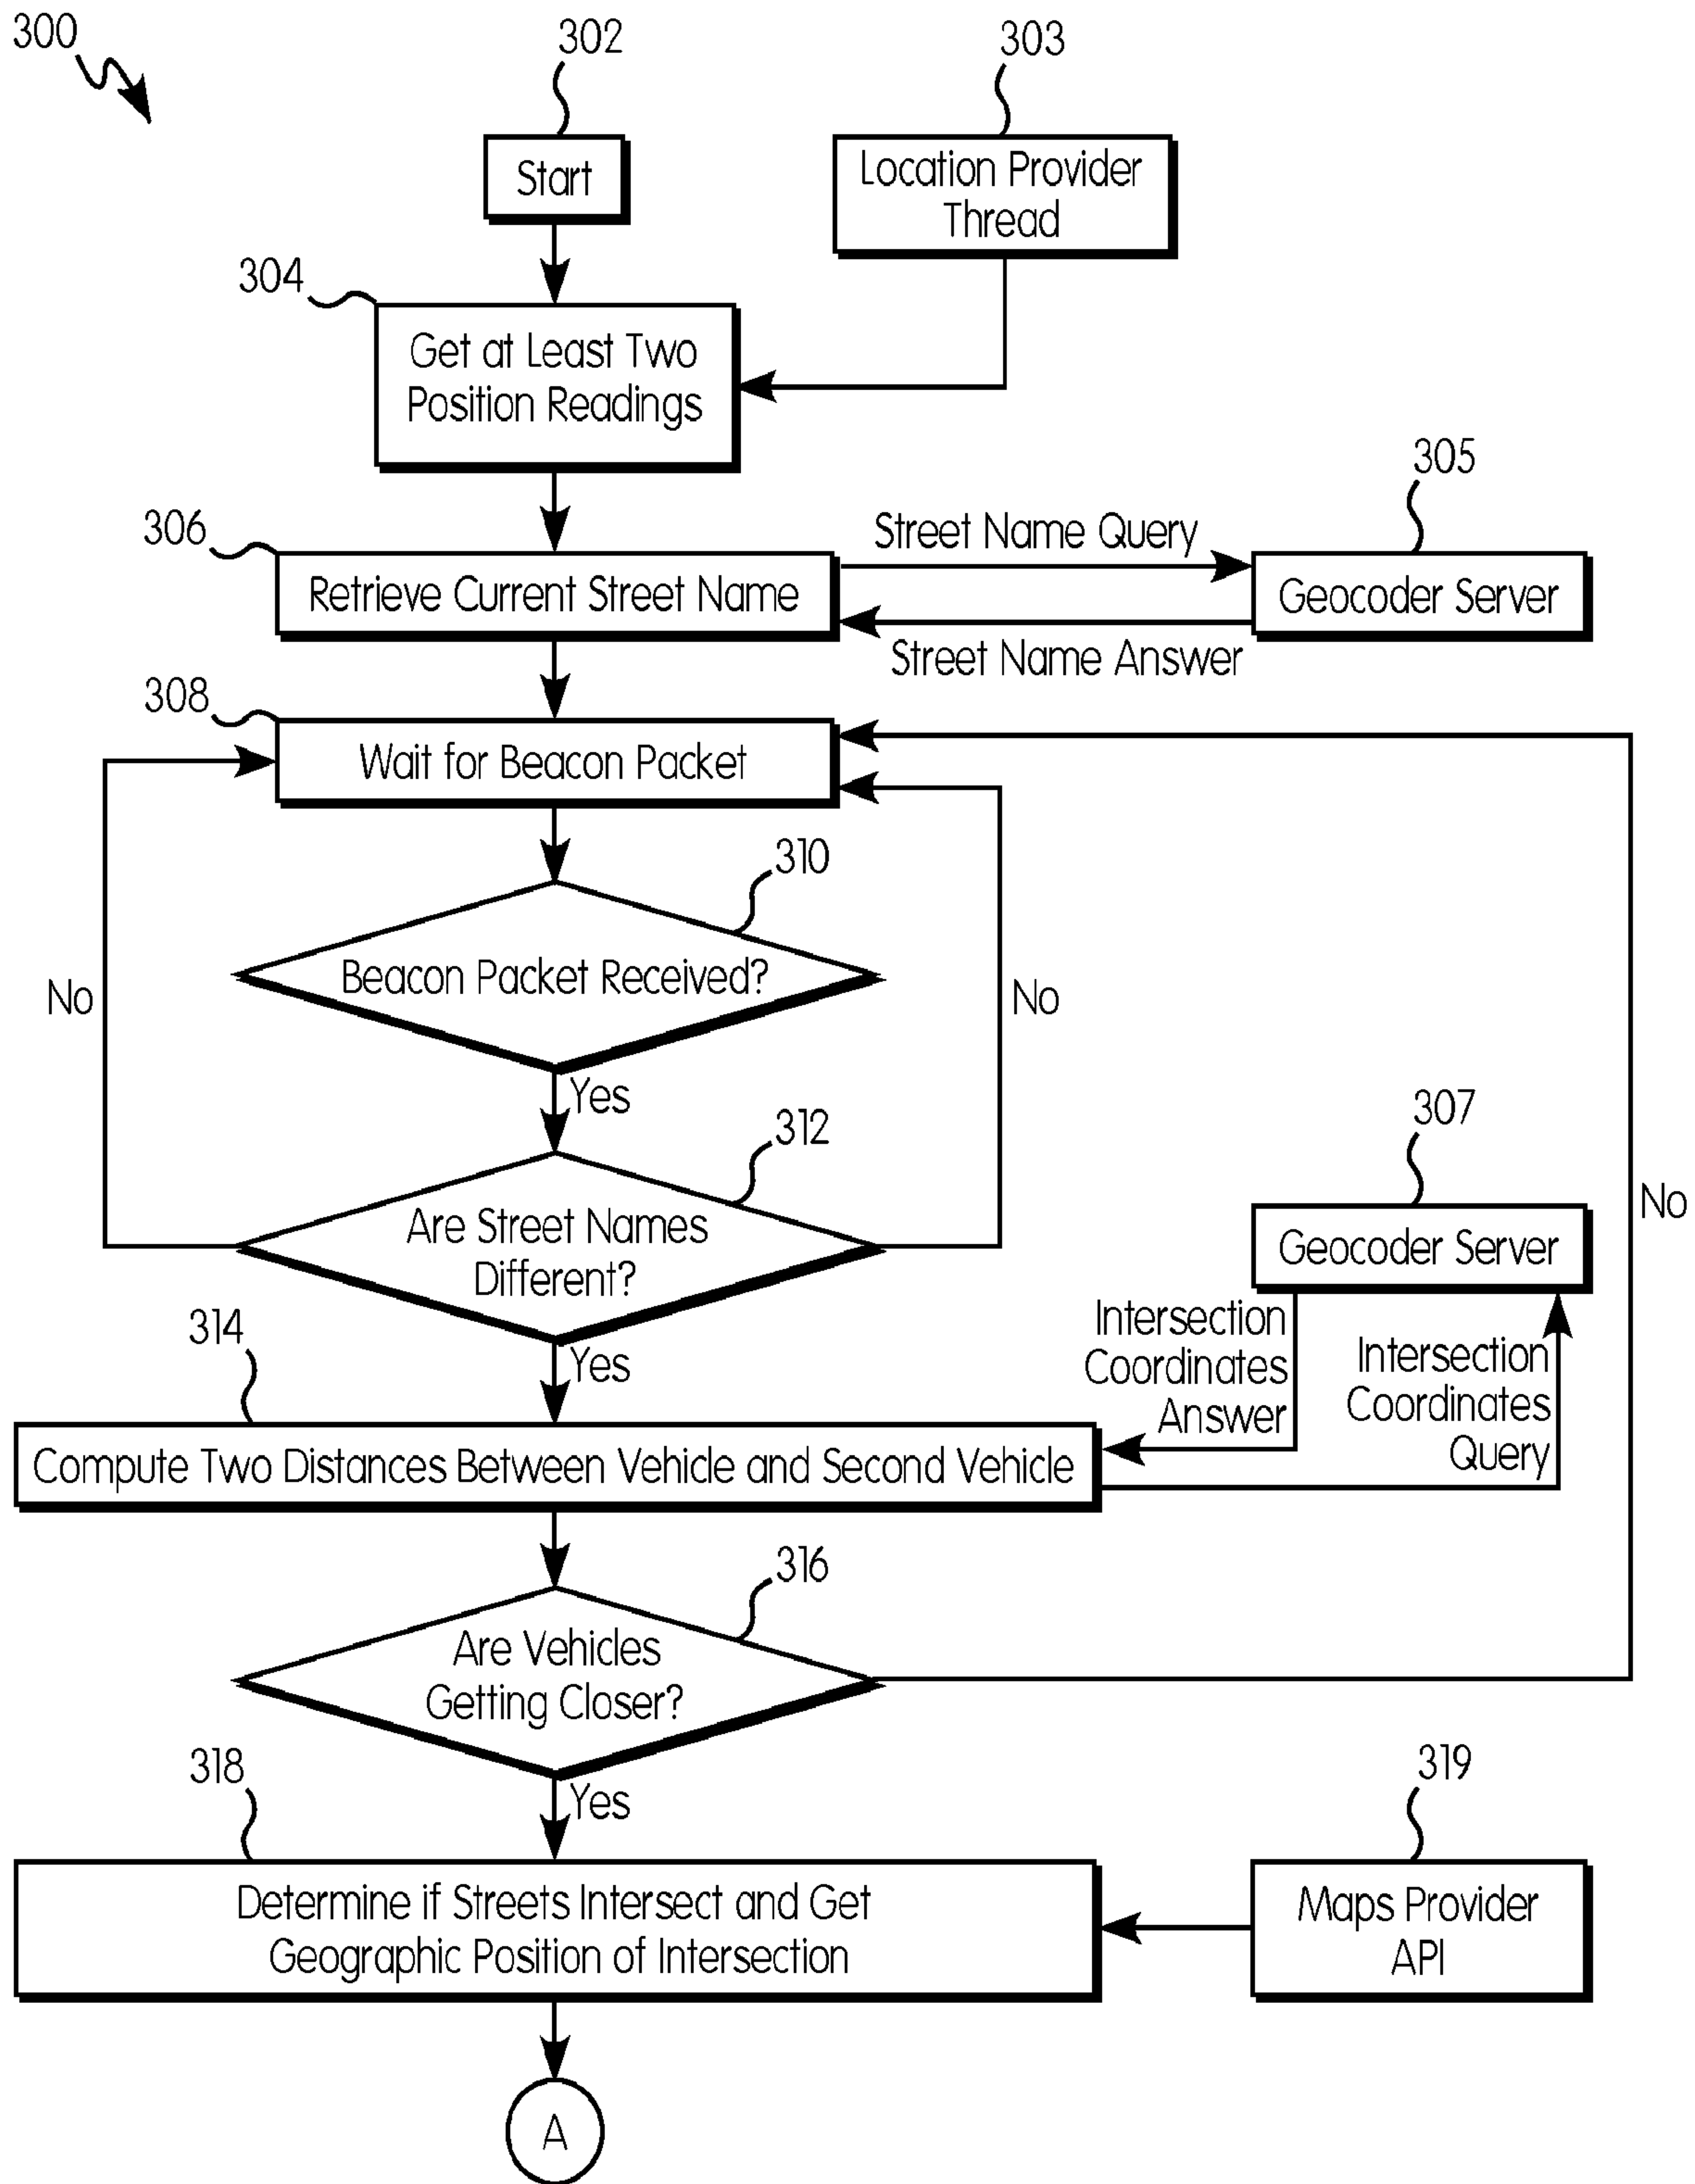 300
302
303
Start
Location Provider
Thread
304
Get at Least Two
Position Readings
305
306
Street Name Query
Retrieve Current Street Name
Geocoder Server
Street Name Answer
308
Wait for Beacon Packet
310
Beacon Packet Received?
No
No
Yes
307
312
No
Are Street Names
Different?
Geocoder Server
314
Yes
Intersection
Coordinates
Answer
Intersection
Coordinates
Query
Compute Two Distances Between Vehicle and Second Vehicle
316
Are Vehicles
Getting Closer?
318
319
Yes
Determine if Streets Intersect and Get
Geographic Position of Intersection
Maps Provider
API
A